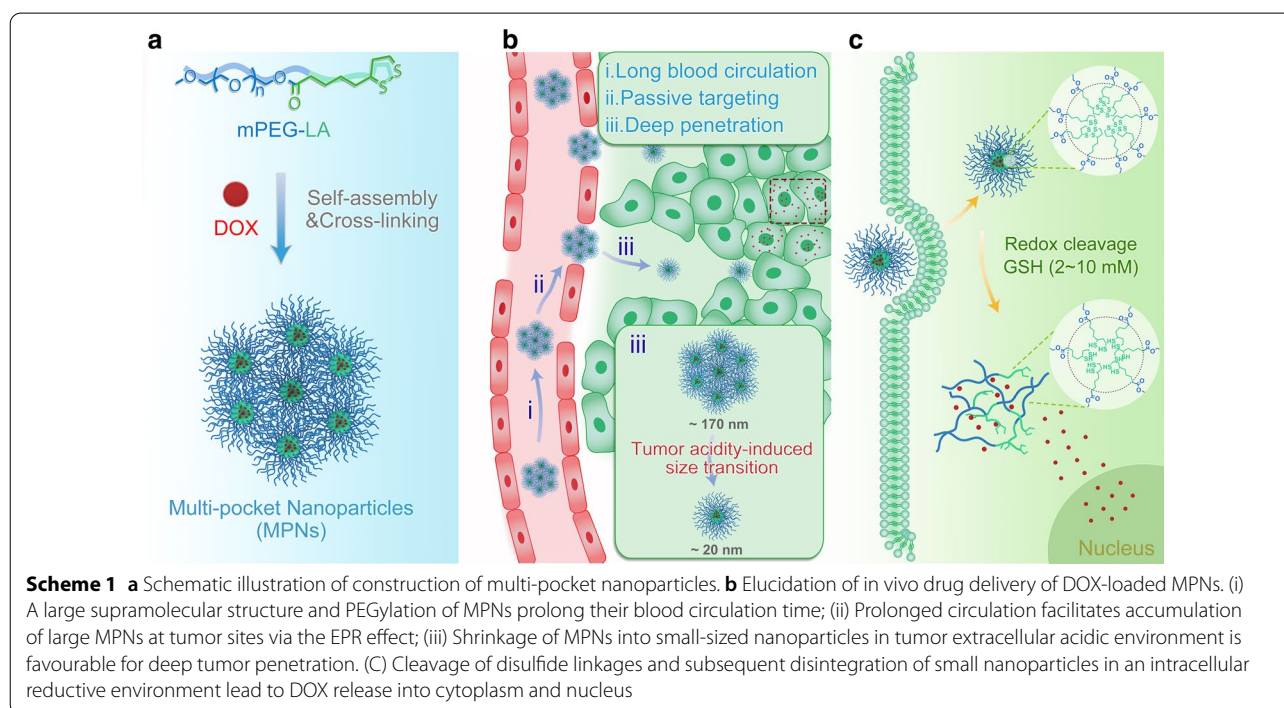 a
O
O
n
O
O
S
S
mPEG-LA
DOX
Self-assembly
&Cross-linking
Multi-pocket Nanoparticles
(MPNs)
b
i.Long blood circulation
ii.Passive targeting
iii.Deep penetration
iii
ii
i
iii
~ 170 nm
Tumor acidity-induced
size transition
~ 20 nm
c
Redox cleavage
GSH (2~10 mM)
Nucleus
Scheme 1 a Schematic illustration of construction of multi-pocket nanoparticles. b Elucidation of in vivo drug delivery of DOX-loaded MPNs. (i)
A large supramolecular structure and PEGylation of MPNs prolong their blood circulation time; (ii) Prolonged circulation facilitates accumulation
of large MPNs at tumor sites via the EPR effect; (iii) Shrinkage of MPNs into small-sized nanoparticles in tumor extracellular acidic environment is
favourable for deep tumor penetration. (C) Cleavage of disulfide linkages and subsequent disintegration of small nanoparticles in an intracellular
reductive environment lead to DOX release into cytoplasm and nucleus